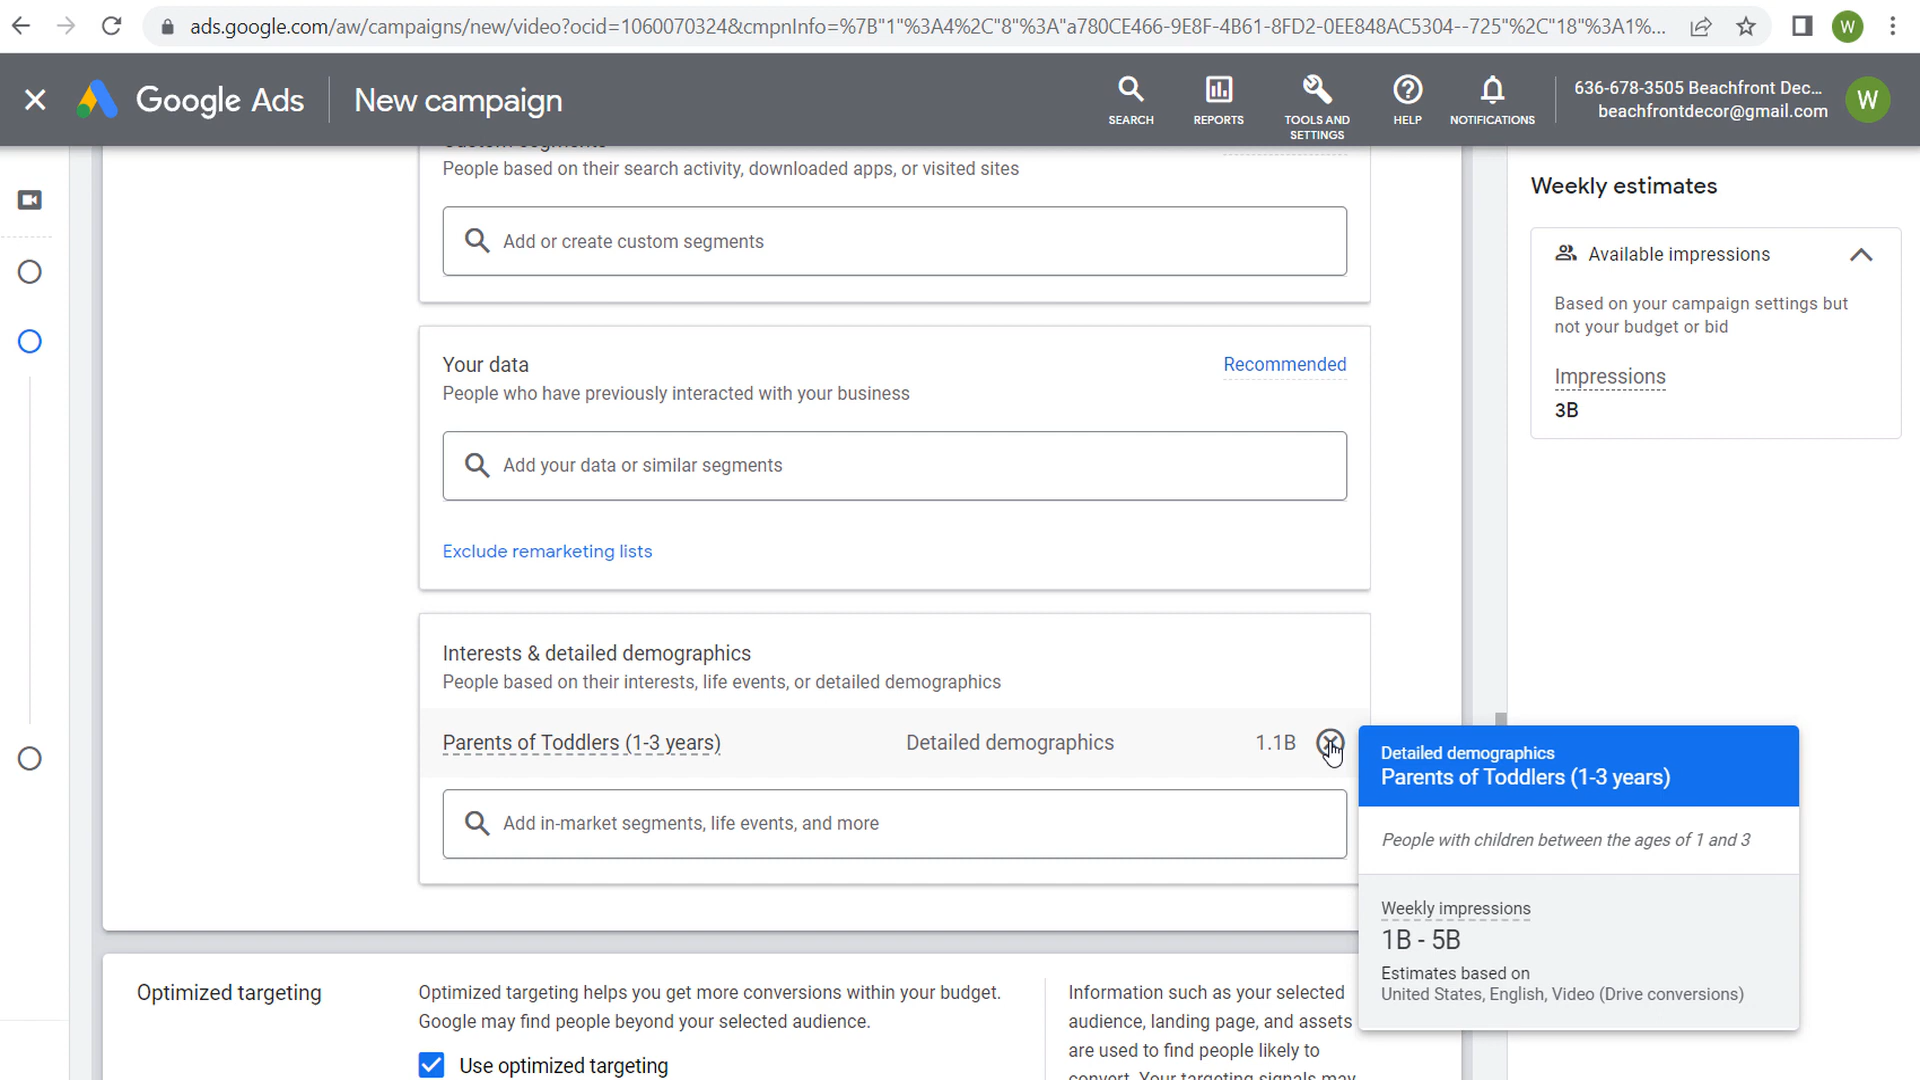 ads.google.com/aw/campaigns/new/video?ocid=1060070324&cmpnInfo=%7B"1"%3A4%2C"8"%3A"a780CE466-9E8F-4B61-8FD2-0EE848AC5304--725"%2C"18"%3A1%...
W
Google Ads
New campaign
SEARCH
REPORTS
TOOLS AND
SETTINGS
HELP
NOTIFICATIONS
636-678-3505 Beachfront Dec...
beachfrontdecor@gmail.com
W
Custom segments
People based on their search activity, downloaded apps, or visited sites
Add or create custom segments
Your data
Recommended
People who have previously interacted with your business
Add your data or similar segments
Exclude remarketing lists
Interests & detailed demographics
People based on their interests, life events, or detailed demographics
Parents of Toddlers (1-3 years)
Detailed demographics
1.1B
Add in-market segments, life events, and more
Optimized targeting
Optimized targeting helps you get more conversions within your budget.
Google may find people beyond your selected audience.
Use optimized targeting
Information such as your selected
audience, landing page, and assets
are used to find people likely to
convert. Your targeting signals may
Weekly estimates
Available impressions
Based on your campaign settings but
not your budget or bid
Impressions
3B
Detailed demographics
Parents of Toddlers (1-3 years)
People with children between the ages of 1 and 3
Weekly impressions
1B - 5B
Estimates based on
United States, English, Video (Drive conversions)